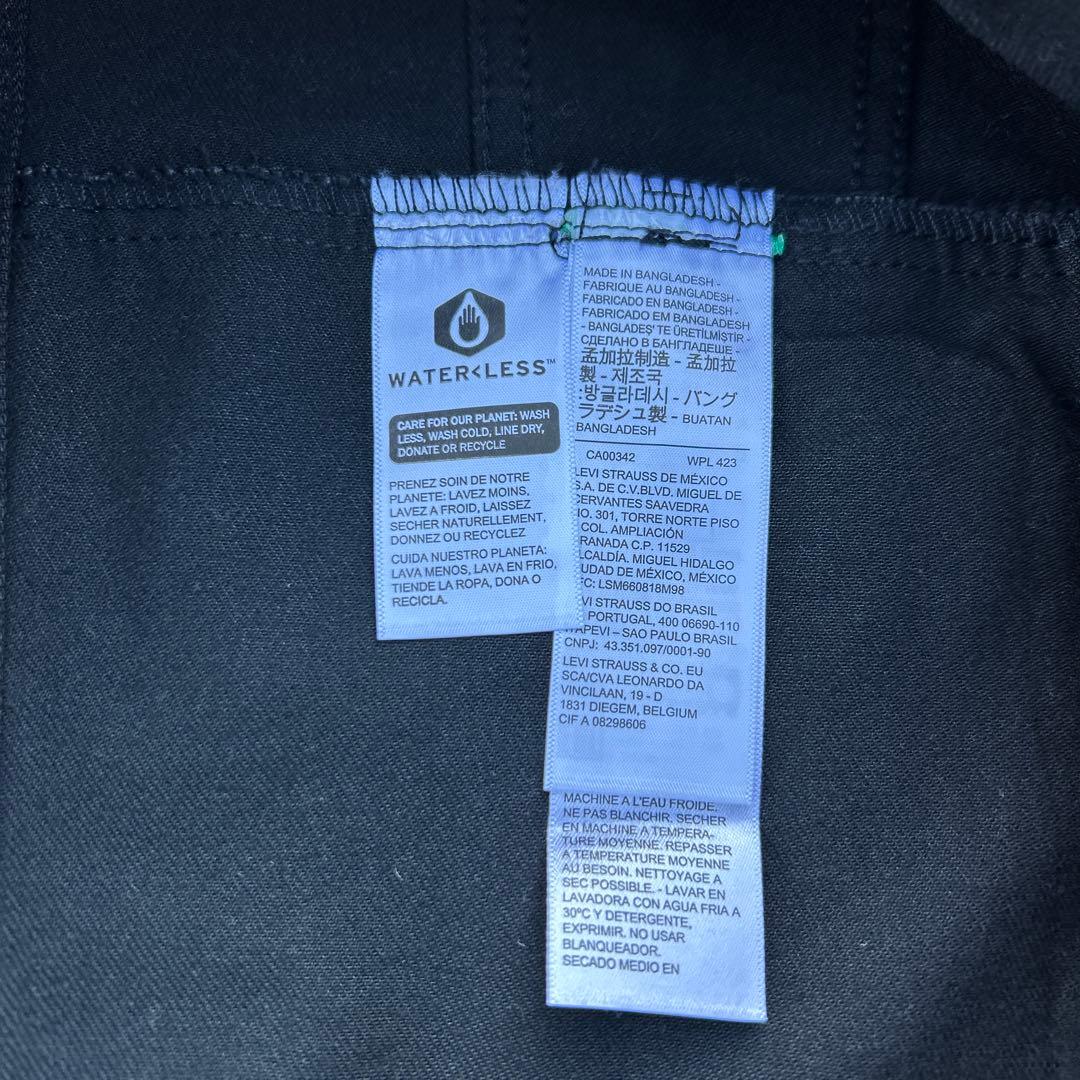 WATER<LESS™
CARE FOR OUR PLANET: WASH
LESS, WASH COLD, LINE DRY,
DONATE OR RECYCLE
PRENEZ SOIN DE NOTRE
PLANETE: LAVEZ MOINS,
LAVEZ A FROID, LAISSEZ
SECHER NATURELLEMENT,
DONNEZ OU RECYCLEZ
CUIDA NUESTRO PLANETA:
LAVA MENOS, LAVA EN FRIO,
TIENDE LA ROPA, DONA O
RECICLA.
MADE IN BANGLADESH -
FABRIQUE AU BANGLADESH -
FABRICADO EN BANGLADESH -
FABRICADO EM BANGLADESH
- BANGLADEŞ' TE ÜRETİLMİŞTİR -
СДЕЛАНО В БАНГЛАДЕШЕ -
孟加拉制造 - 孟加拉
製 - 제조국
:방글라데시 - バング
ラデシュ製 - BUATAN
BANGLADESH
CA00342 WPL 423
LEVI STRAUSS DE MÉXICO
S.A. DE C.V.BLVD. MIGUEL DE
CERVANTES SAAVEDRA
NO. 301, TORRE NORTE PISO
COL. AMPLIACIÓN
RANADA C.P. 11529
LCALDÍA. MIGUEL HIDALGO
UDAD DE MÉXICO, MÉXICO
FC: LSM660818M98
VI STRAUSS DO BRASIL
PORTUGAL, 400 06690-110
ITAPEVI – SAO PAULO BRASIL
CNPJ: 43.351.097/0001-90
LEVI STRAUSS & CO. EU
SCA/CVA LEONARDO DA
VINCILAAN, 19 - D
1831 DIEGEM, BELGIUM
CIF A 08298606
MACHINE A L'EAU FROIDE.
NE PAS BLANCHIR. SECHER
EN MACHINE A TEMPERA-
TURE MOYENNE. REPASSER
A TEMPERATURE MOYENNE
AU BESOIN. NETTOYAGE A
SEC POSSIBLE. - LAVAR EN
LAVADORA CON AGUA FRIA A
30ºC Y DETERGENTE,
EXPRIMIR. NO USAR
BLANQUEADOR.
SECADO MEDIO EN